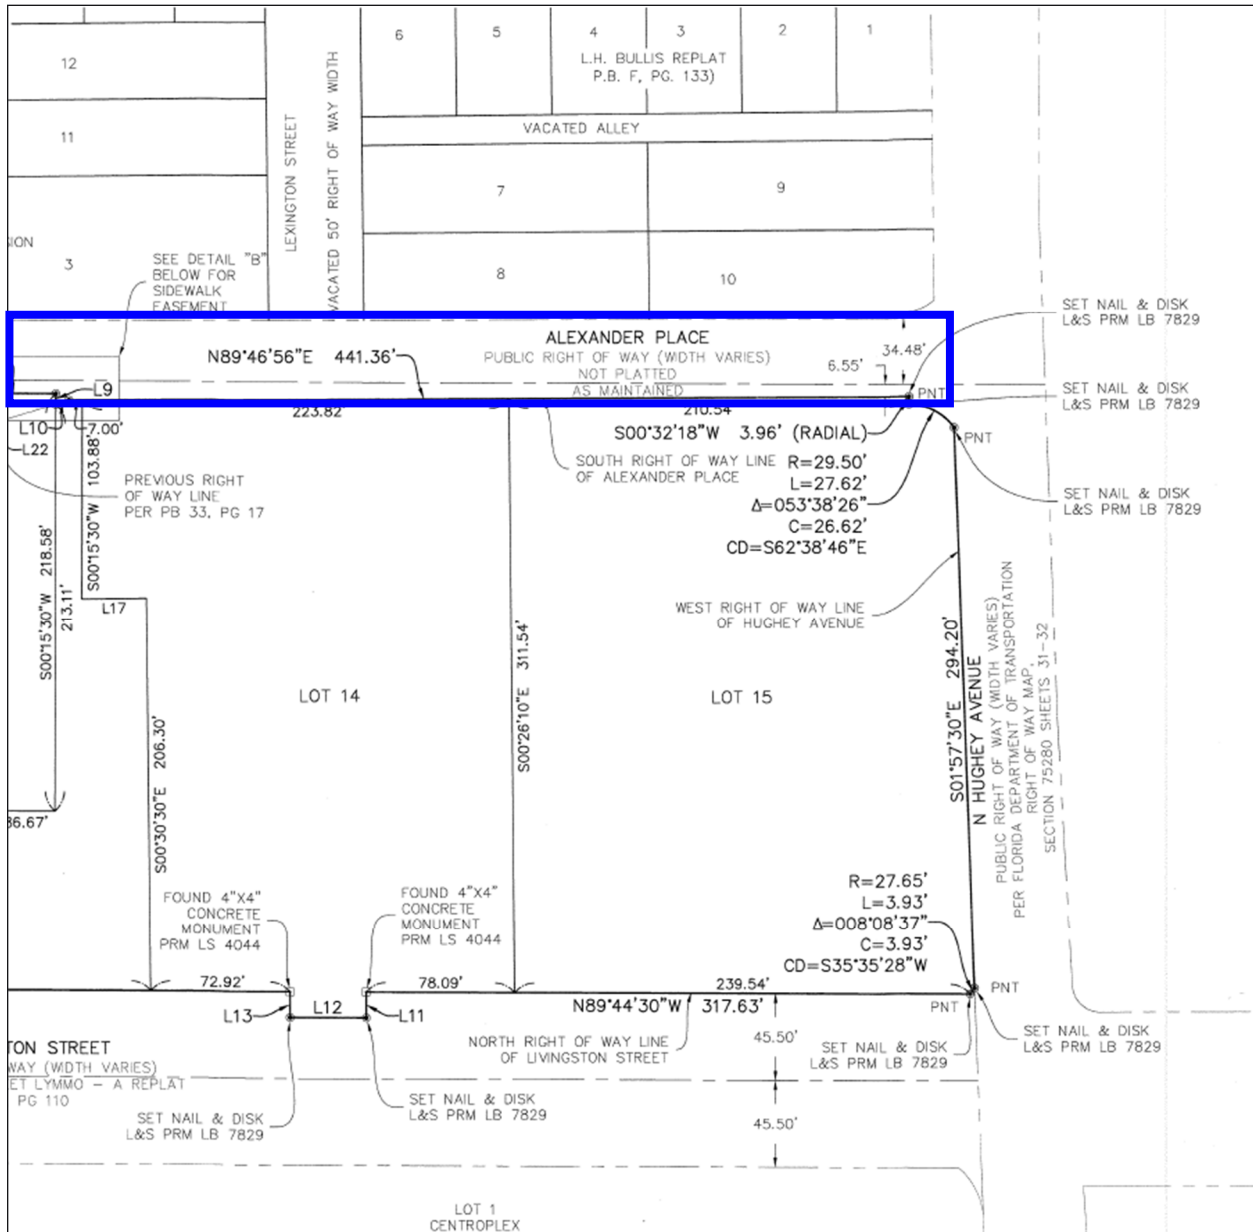 12
11
3
ION
6
5
4
3
2
1
L.H. BULLIS REPLAT
P.B. F, PG. 133)
VACATED ALLEY
7
9
8
10
LEXINGTON STREET
VACATED 50' RIGHT OF WAY WIDTH
SEE DETAIL "B"
BELOW FOR
SIDEWALK
EASEMENT
ALEXANDER PLACE
PUBLIC RIGHT OF WAY (WIDTH VARIES)
NOT PLATTED
AS MAINTAINED
N89°46'56"E 441.36'
6.55'
34.48'
PNT
SET NAIL & DISK
L&S PRM LB 7829
SET NAIL & DISK
L&S PRM LB 7829
L9
L10
7.00'
L22
223.82
210.54
S00°32'18"W 3.96' (RADIAL)
PNT
SOUTH RIGHT OF WAY LINE
OF ALEXANDER PLACE
R=29.50'
L=27.62'
Δ=053°38'26"
C=26.62'
CD=S62°38'46"E
SET NAIL & DISK
L&S PRM LB 7829
PREVIOUS RIGHT
OF WAY LINE
PER PB 33, PG 17
S00°15'30"W 103.88'
S00°15'30"W 218.58'
213.11'
L17
WEST RIGHT OF WAY LINE
OF HUGHEY AVENUE
S00°26'10"E 311.54'
S01°57'30"E 294.20'
N HUGHEY AVENUE
PUBLIC RIGHT OF WAY (WIDTH VARIES)
PER FLORIDA DEPARTMENT OF TRANSPORTATION
RIGHT OF WAY MAP,
SECTION 75280 SHEETS 31-32
LOT 14
LOT 15
S00°30'30"E 206.30'
36.67'
FOUND 4"X4"
CONCRETE
MONUMENT
PRM LS 4044
FOUND 4"X4"
CONCRETE
MONUMENT
PRM LS 4044
R=27.65'
L=3.93'
Δ=008°08'37"
C=3.93'
CD=S35°35'28"W
72.92'
78.09'
239.54'
N89°44'30"W 317.63'
PNT
PNT
L13
L12
L11
NORTH RIGHT OF WAY LINE
OF LIVINGSTON STREET
45.50'
SET NAIL & DISK
L&S PRM LB 7829
SET NAIL & DISK
L&S PRM LB 7829
TON STREET
WAY (WIDTH VARIES)
ET LYMMO - A REPLAT
PG 110
SET NAIL & DISK
L&S PRM LB 7829
SET NAIL & DISK
L&S PRM LB 7829
45.50'
LOT 1
CENTROPLEX